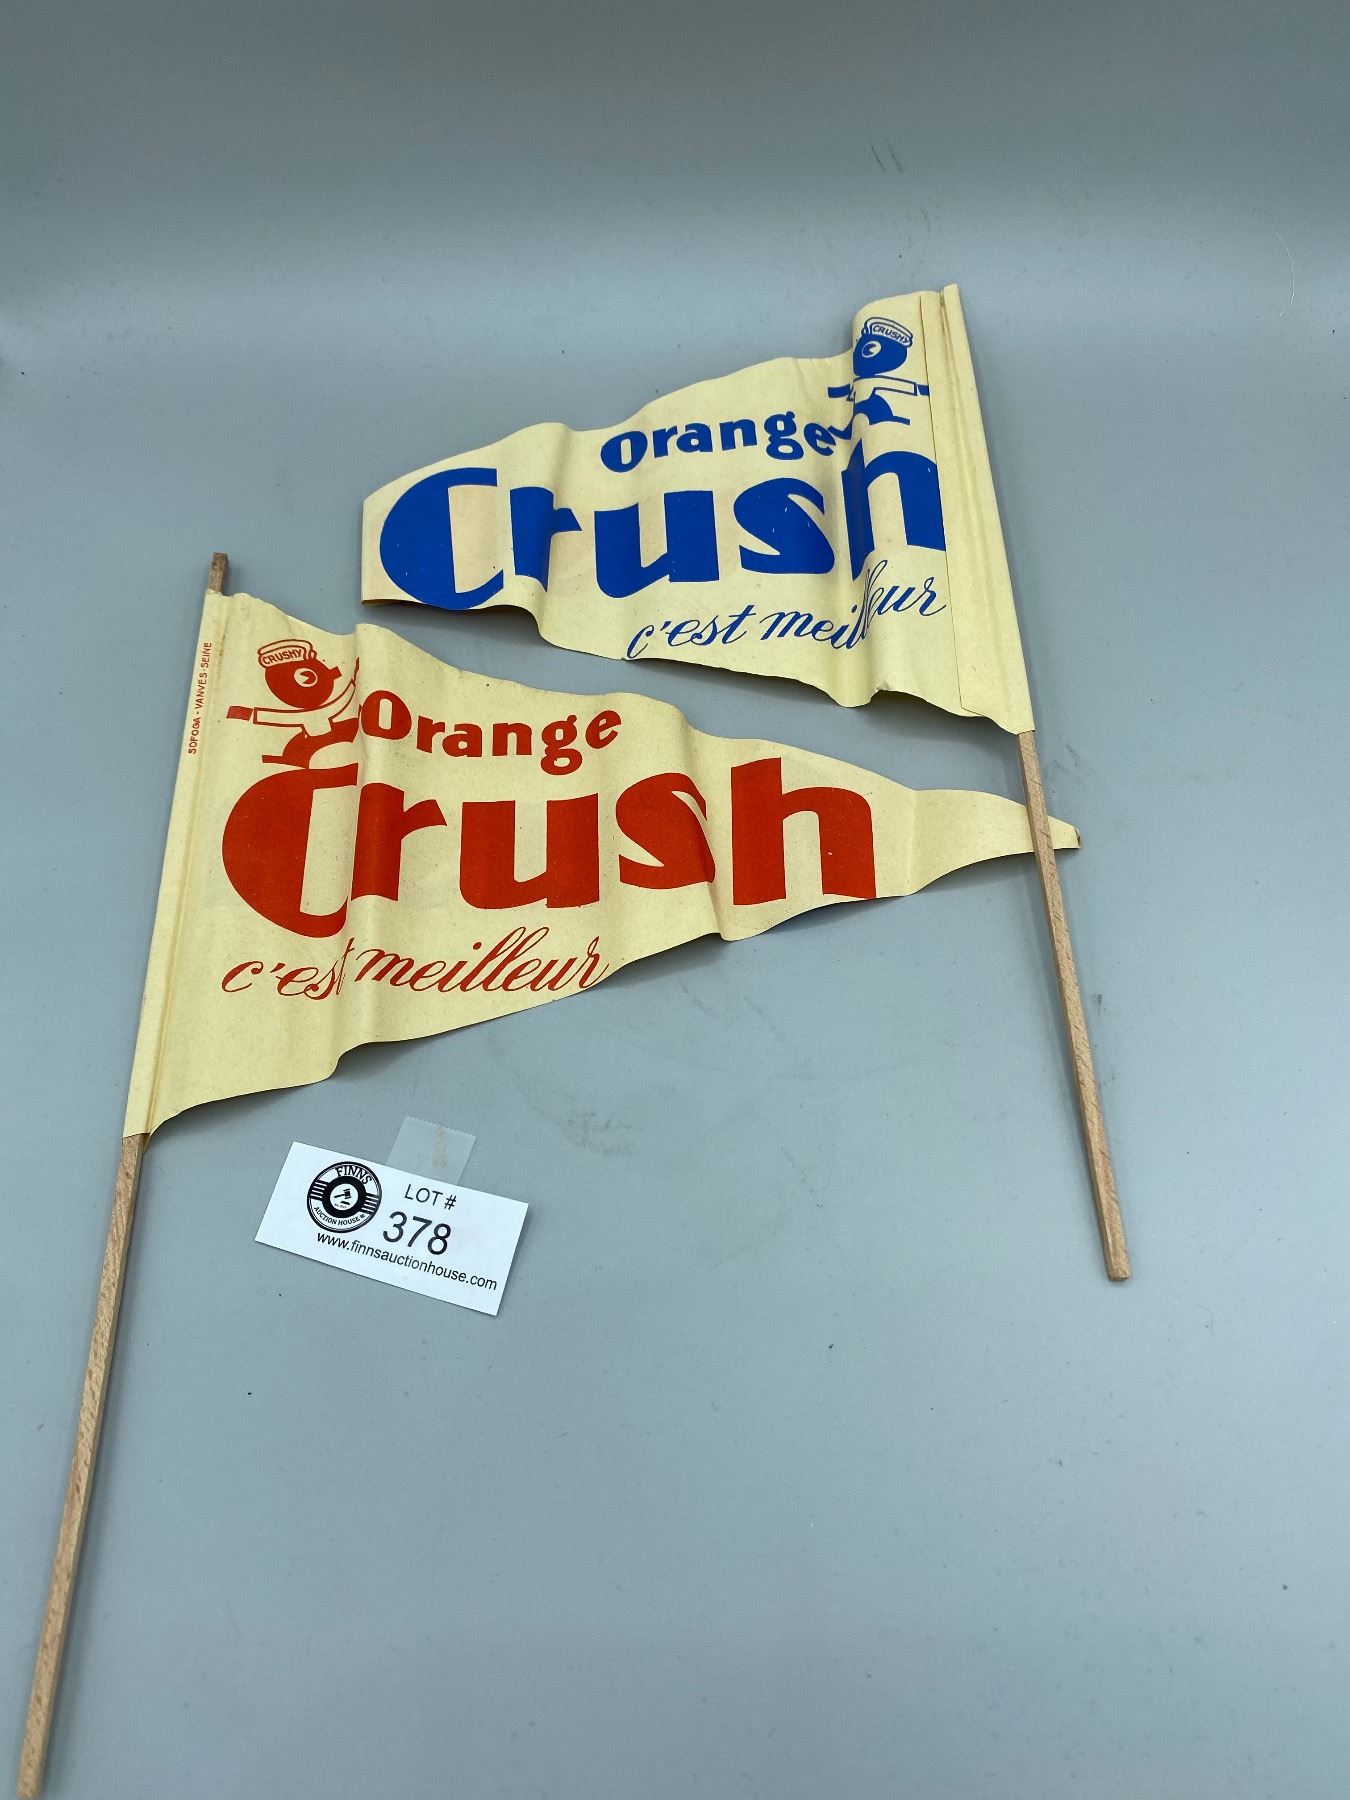 CRUSHY
Orange
Crush
c'est meilleur
CRUSHY
SOFOGA - VANVES - SEINE
Orange
Crush
c'est meilleur
FINNS
AUCTION HOUSE
LOT #
378
www.finnsauctionhouse.com